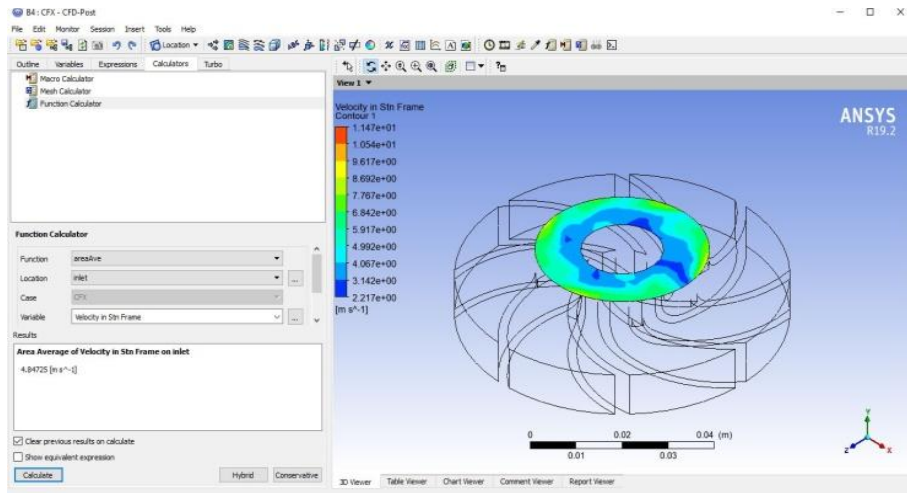 B4 : CFX - CFD-Post
File Edit Monitor Session Insert Tools Help
Location
Outline Variables Expressions Calculators Turbo
Macro Calculator
Mesh Calculator
Function Calculator
Function Calculator
Function areaAve
Location inlet
Case CFX
Variable Velocity in Stn Frame
Results
Area Average of Velocity in Stn Frame on inlet
4.84725 [m s^-1]
Clear previous results on calculate
Show equivalent expression
Calculate Hybrid Conservative
View 1
Velocity in Stn Frame
Contour 1
1.147e+01
1.054e+01
9.617e+00
8.692e+00
7.767e+00
6.842e+00
5.917e+00
4.992e+00
4.067e+00
3.142e+00
2.217e+00
[m s^-1]
ANSYS
R19.2
0 0.02 0.04 (m)
0.01 0.03
Y
Z X
3D Viewer Table Viewer Chart Viewer Comment Viewer Report Viewer